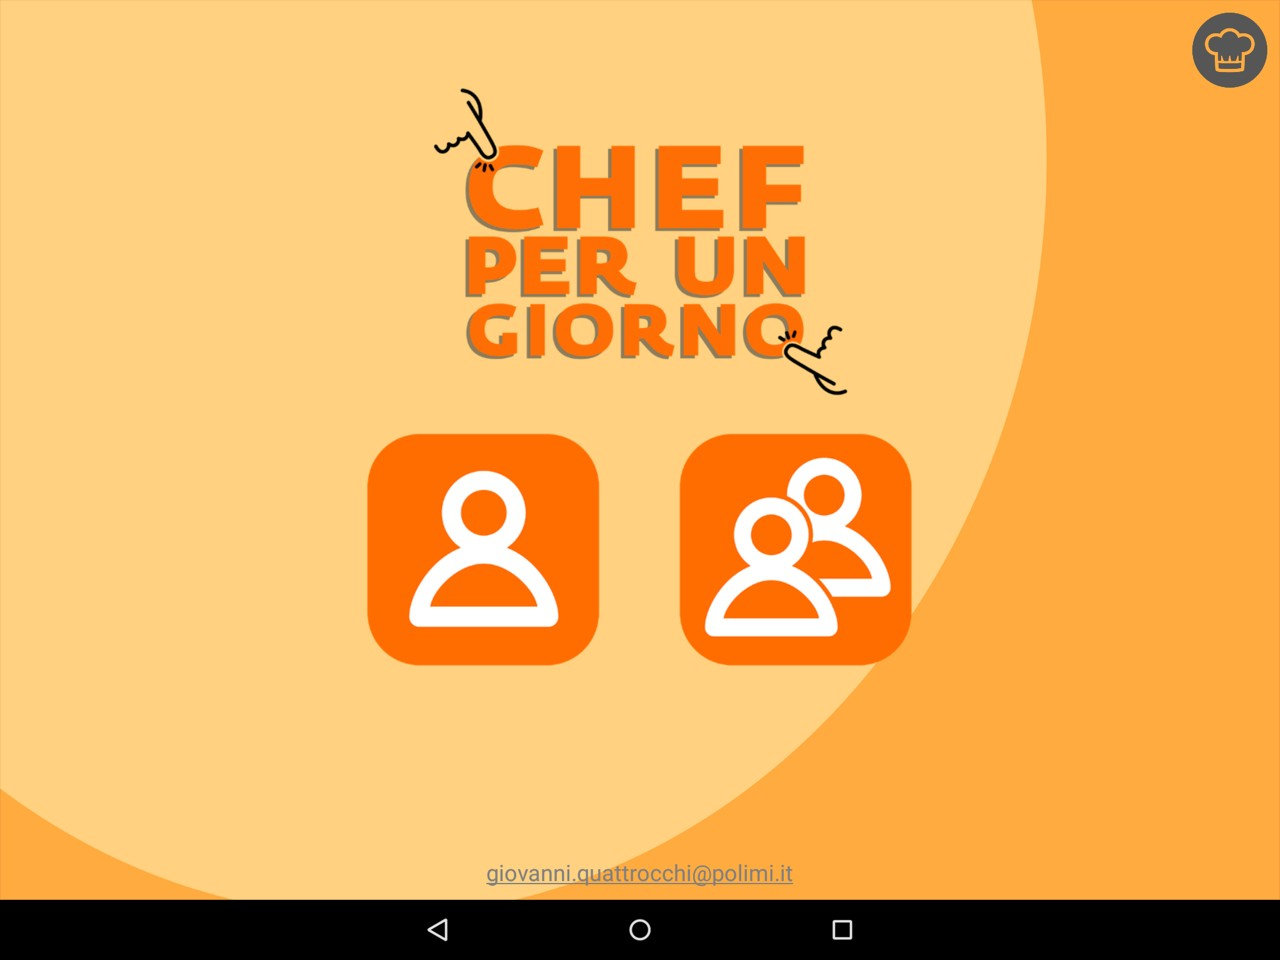 CHEF
PER UN
GIORNO
giovanni.quattrocchi@polimi.it